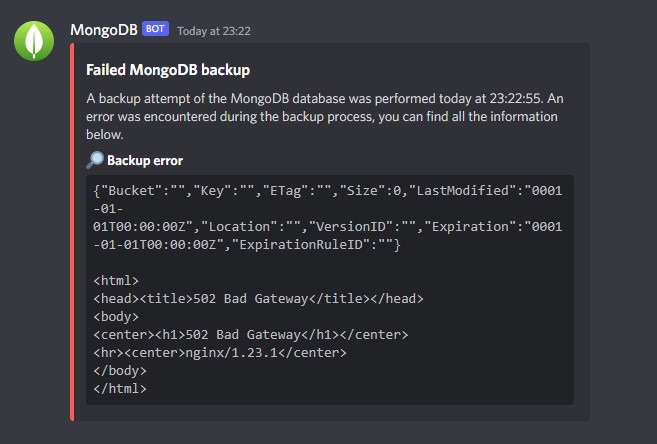 MongoDB BOT Today at 23:22
Failed MongoDB backup
A backup attempt of the MongoDB database was performed today at 23:22:55. An
error was encountered during the backup process, you can find all the information
below.
Backup error
{"Bucket":"","Key":"","ETag":"","Size":0,"LastModified":"0001
-01-
01T00:00:00Z","Location":"","VersionID":"","Expiration":"0001
-01-01T00:00:00Z","ExpirationRuleID":""}
<html>
<head><title>502 Bad Gateway</title></head>
<body>
<center><h1>502 Bad Gateway</h1></center>
<hr><center>nginx/1.23.1</center>
</body>
</html>